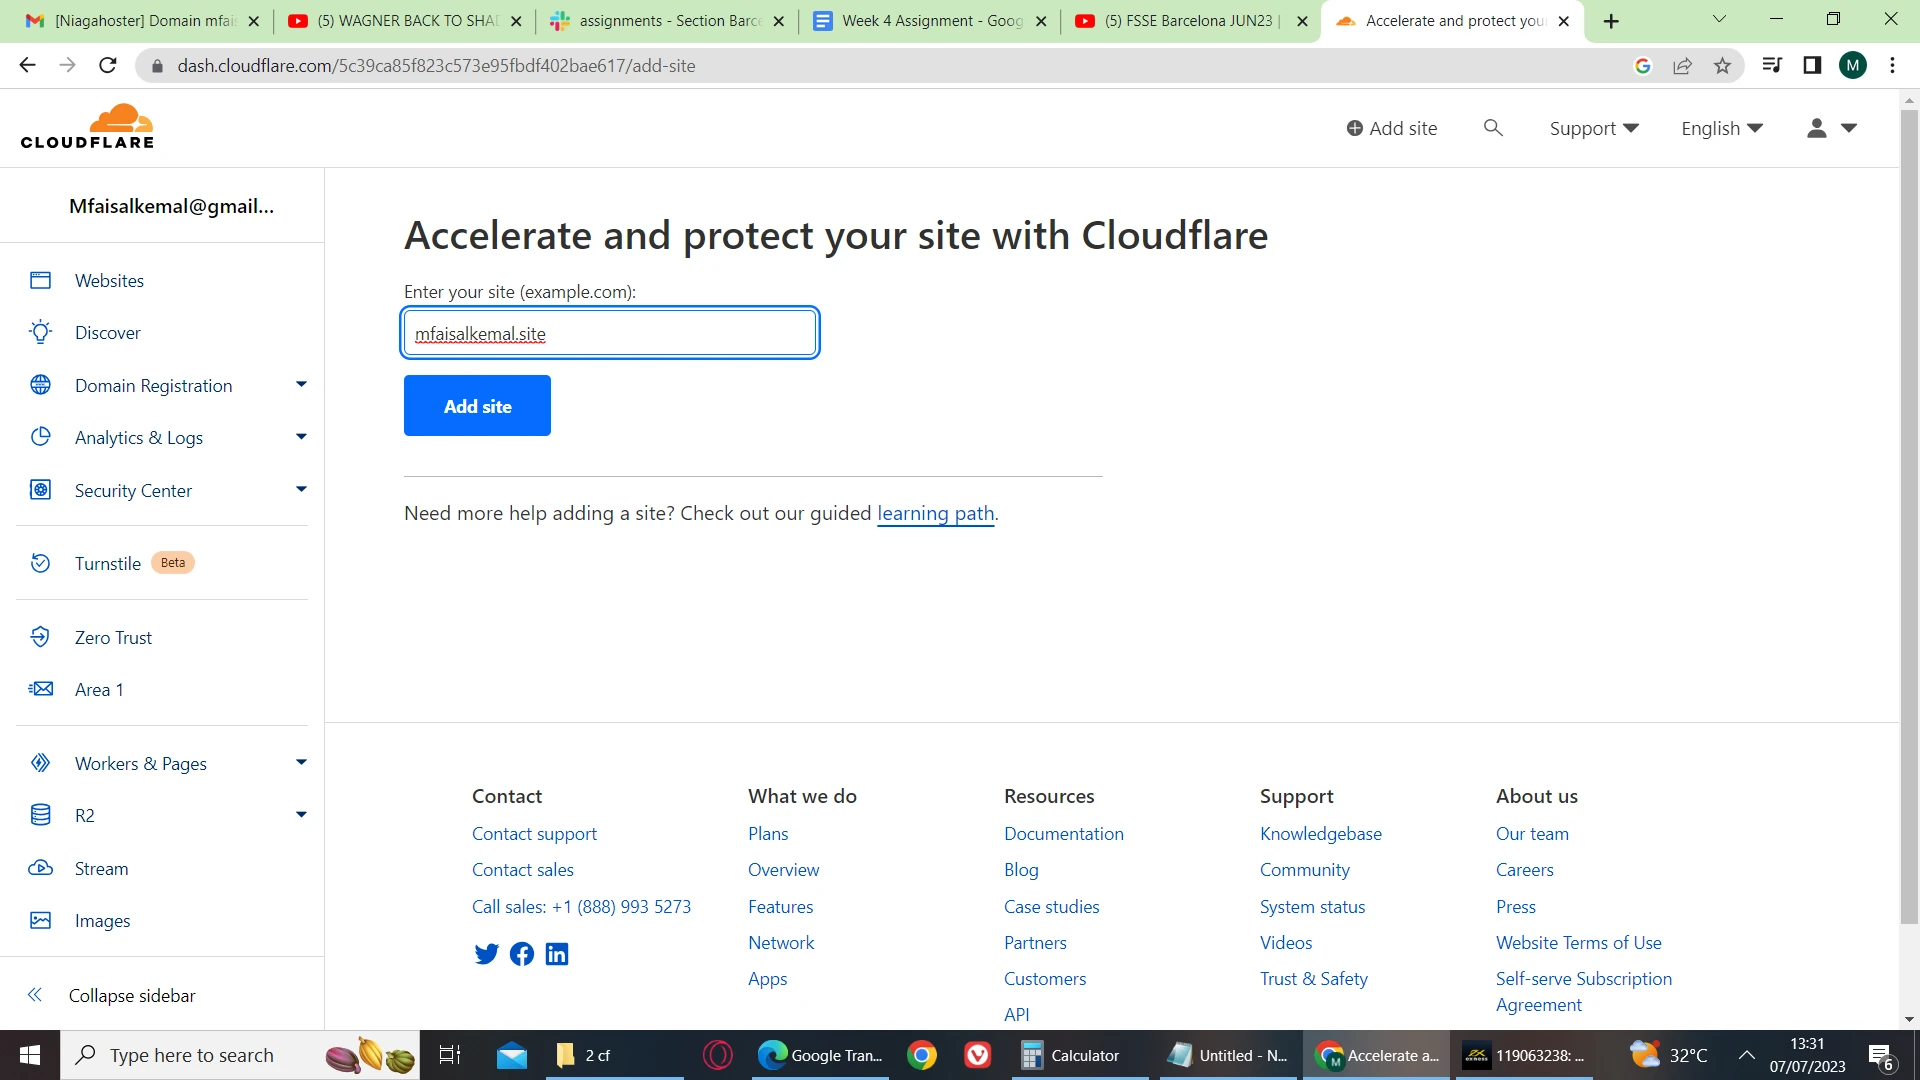 [Niagahoster] Domain mfais
(5) WAGNER BACK TO SHAD
assignments - Section Barce
Week 4 Assignment - Goog
(5) FSSE Barcelona JUN23 |
Accelerate and protect your
dash.cloudflare.com/5c39ca85f823c573e95fbdf402bae617/add-site
M
CLOUDFLARE
Add site
Support
English
Mfaisalkemal@gmail...
Websites
Discover
Domain Registration
Analytics & Logs
Security Center
Turnstile Beta
Zero Trust
Area 1
Workers & Pages
R2
Stream
Images
Collapse sidebar
Accelerate and protect your site with Cloudflare
Enter your site (example.com):
mfaisalkemal.site
Add site
Need more help adding a site? Check out our guided learning path.
Contact
Contact support
Contact sales
Call sales: +1 (888) 993 5273
What we do
Plans
Overview
Features
Network
Apps
Resources
Documentation
Blog
Case studies
Partners
Customers
API
Support
Knowledgebase
Community
System status
Videos
Trust & Safety
About us
Our team
Careers
Press
Website Terms of Use
Self-serve Subscription
Agreement
Type here to search
2 cf
Google Tran...
Calculator
Untitled - N...
M
Accelerate a...
119063238: ...
32°C
13:31
07/07/2023
6